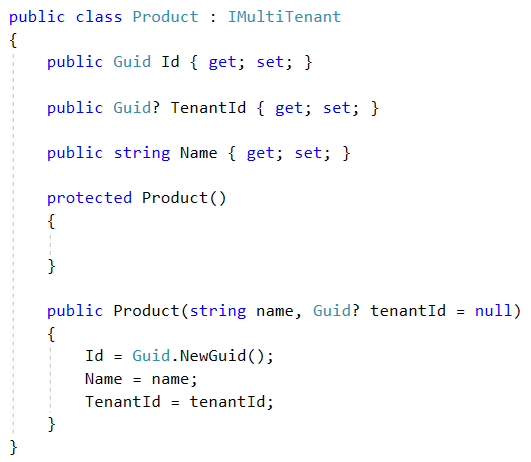 public class Product : IMultiTenant
{
    public Guid Id { get; set; }
    public Guid? TenantId { get; set; }
    public string Name { get; set; }
    protected Product()
    {
    }
    public Product(string name, Guid? tenantId = null)
    {
        Id = Guid.NewGuid();
        Name = name;
        TenantId = tenantId;
    }
}